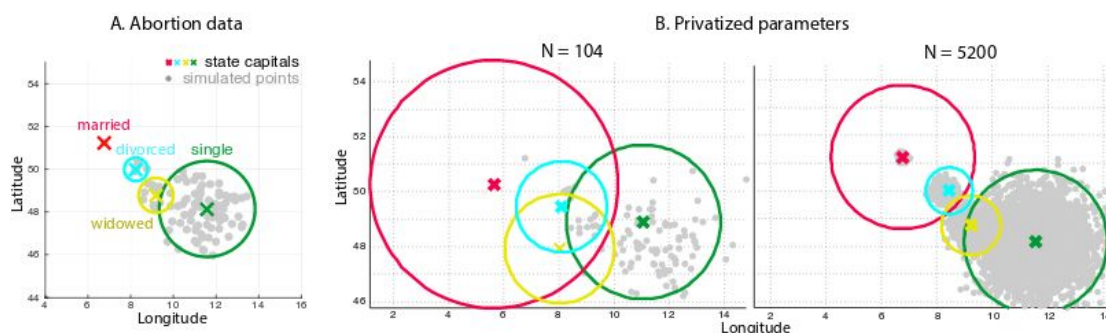 A. Abortion data
B. Privatized parameters
N = 104
N = 5200
state capitals
simulated points
married
divorced
single
widowed
Latitude
54
52
50
48
46
44
4 6 8 10 12 14 16
Longitude
Latitude
54
52
50
48
46
2 4 6 8 10 12 14
2 4 6 8 10 12 14
Longitude